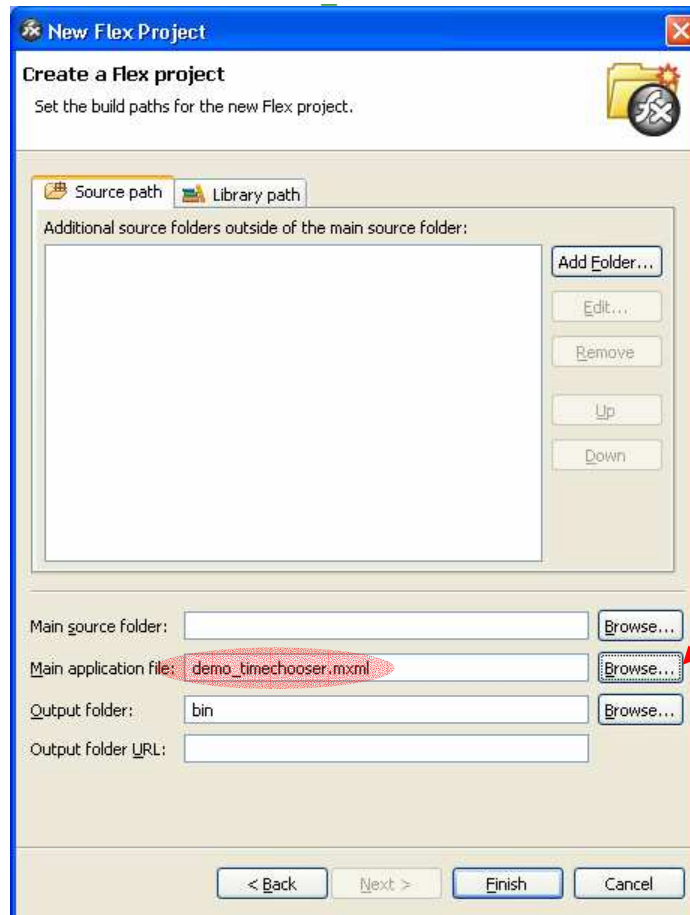 New Flex Project
Create a Flex project
Set the build paths for the new Flex project.
Source path
Library path
Additional source folders outside of the main source folder:
Add Folder...
Edit...
Remove
Up
Down
Main source folder:
Browse...
Main application file: demo_timechooser.mxml
Browse...
Output folder: bin
Browse...
Output folder URL:
< Back Next > Finish Cancel